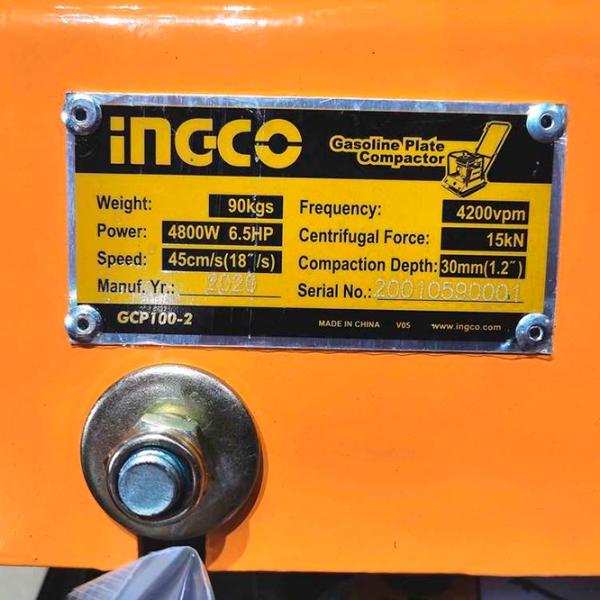 iNGCO
Gasoline Plate
Compactor
Weight: 90kgs
Power: 4800W 6.5HP
Speed: 45cm/s(18″/s)
Manuf. Yr.: 2020
Frequency: 4200vpm
Centrifugal Force: 15kN
Compaction Depth: 30mm(1.2″)
Serial No.: 20010590001
GCP100-2
MADE IN CHINA V05 www.ingco.com